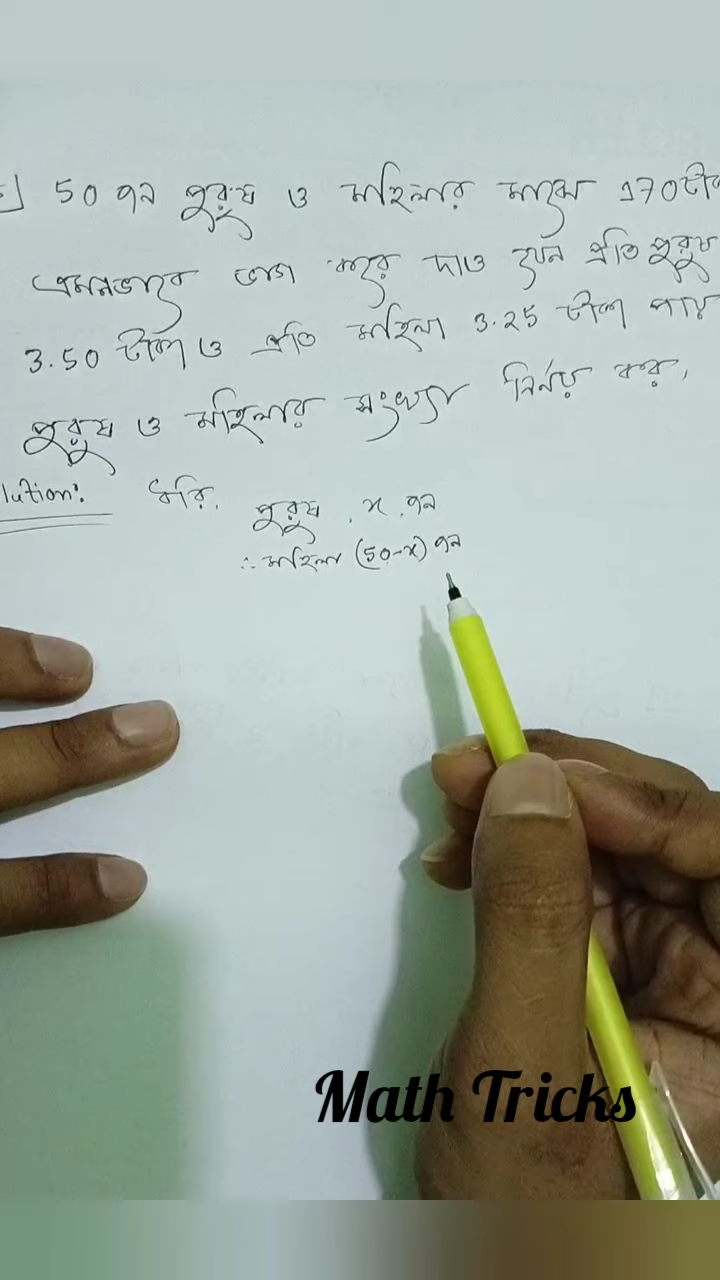 50 জন পুরুষ ও মহিলার মাঝে 170 টাকা
এমনভাবে ভাগ করে দাও যেন প্রতি পুরুষ
3.50 টাকা ও প্রতি মহিলা 3.25 টাকা পায়
পুরুষ ও মহিলার সংখ্যা নির্নয় কর,
lution: ধরি, পুরুষ, x, জন
∴ মহিলা (50-x) জন
Math Tricks